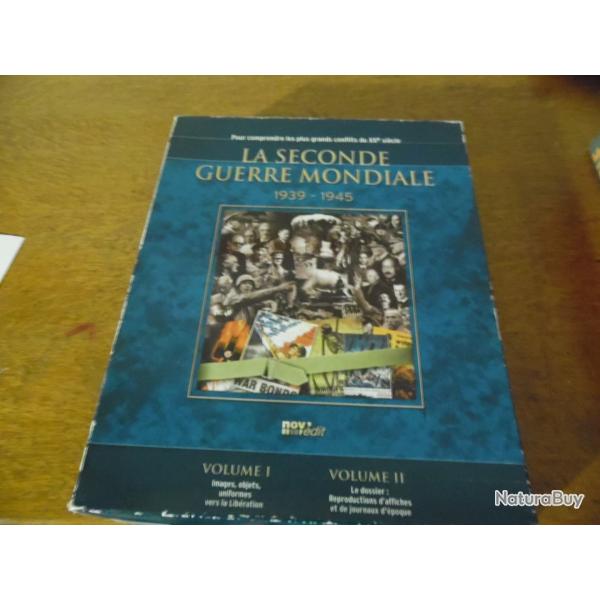 Pour comprendre les plus grands conflits du XXe siècle
LA SECONDE
GUERRE MONDIALE
1939 - 1945
WAR BONDS
nov'
edit
VOLUME I
Images, objets,
uniformes
vers la Libération
VOLUME II
Le dossier :
Reproductions d'affiches
et de journaux d'époque
NaturaBuy